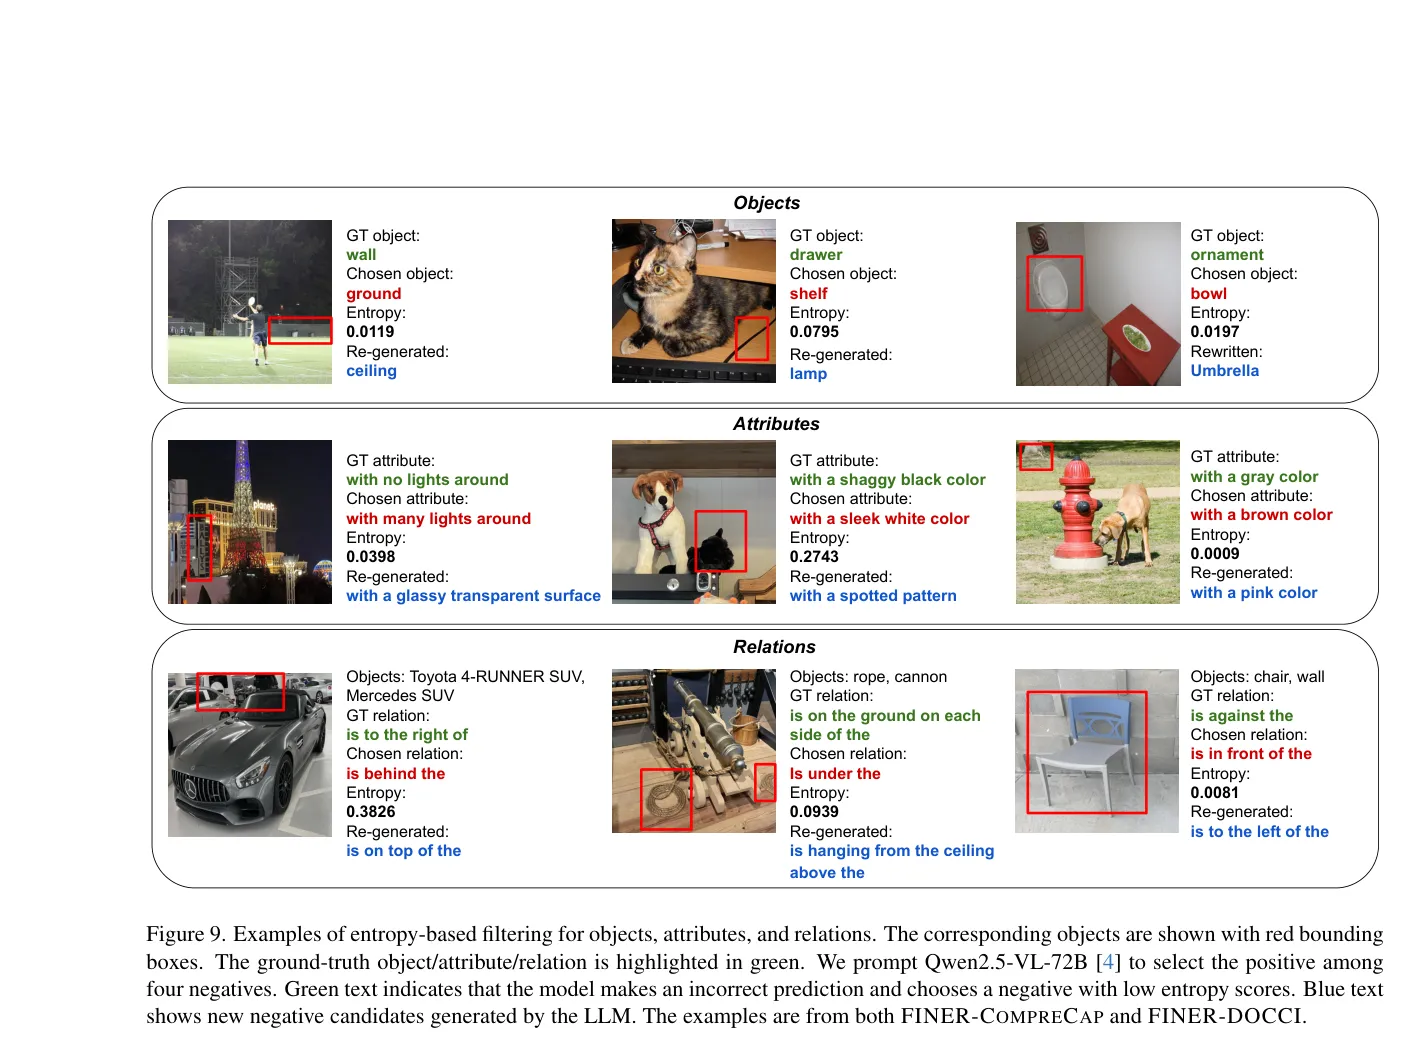 Objects
GT object:
wall
Chosen object:
ground
Entropy:
0.0119
Re-generated:
ceiling
GT object:
drawer
Chosen object:
shelf
Entropy:
0.0795
Re-generated:
lamp
GT object:
ornament
Chosen object:
bowl
Entropy:
0.0197
Rewritten:
Umbrella
Attributes
planet
GT attribute:
with no lights around
Chosen attribute:
with many lights around
Entropy:
0.0398
Re-generated:
with a glassy transparent surface
GT attribute:
with a shaggy black color
Chosen attribute:
with a sleek white color
Entropy:
0.2743
Re-generated:
with a spotted pattern
GT attribute:
with a gray color
Chosen attribute:
with a brown color
Entropy:
0.0009
Re-generated:
with a pink color
Relations
Objects: Toyota 4-RUNNER SUV,
Mercedes SUV
GT relation:
is to the right of
Chosen relation:
is behind the
Entropy:
0.3826
Re-generated:
is on top of the
Objects: rope, cannon
GT relation:
is on the ground on each
side of the
Chosen relation:
Is under the
Entropy:
0.0939
Re-generated:
is hanging from the ceiling
above the
Objects: chair, wall
GT relation:
is against the
Chosen relation:
is in front of the
Entropy:
0.0081
Re-generated:
is to the left of the
Figure 9. Examples of entropy-based filtering for objects, attributes, and relations. The corresponding objects are shown with red bounding
boxes. The ground-truth object/attribute/relation is highlighted in green. We prompt Qwen2.5-VL-72B [4] to select the positive among
four negatives. Green text indicates that the model makes an incorrect prediction and chooses a negative with low entropy scores. Blue text
shows new negative candidates generated by the LLM. The examples are from both FINER-COMPRECAP and FINER-DOCCI.